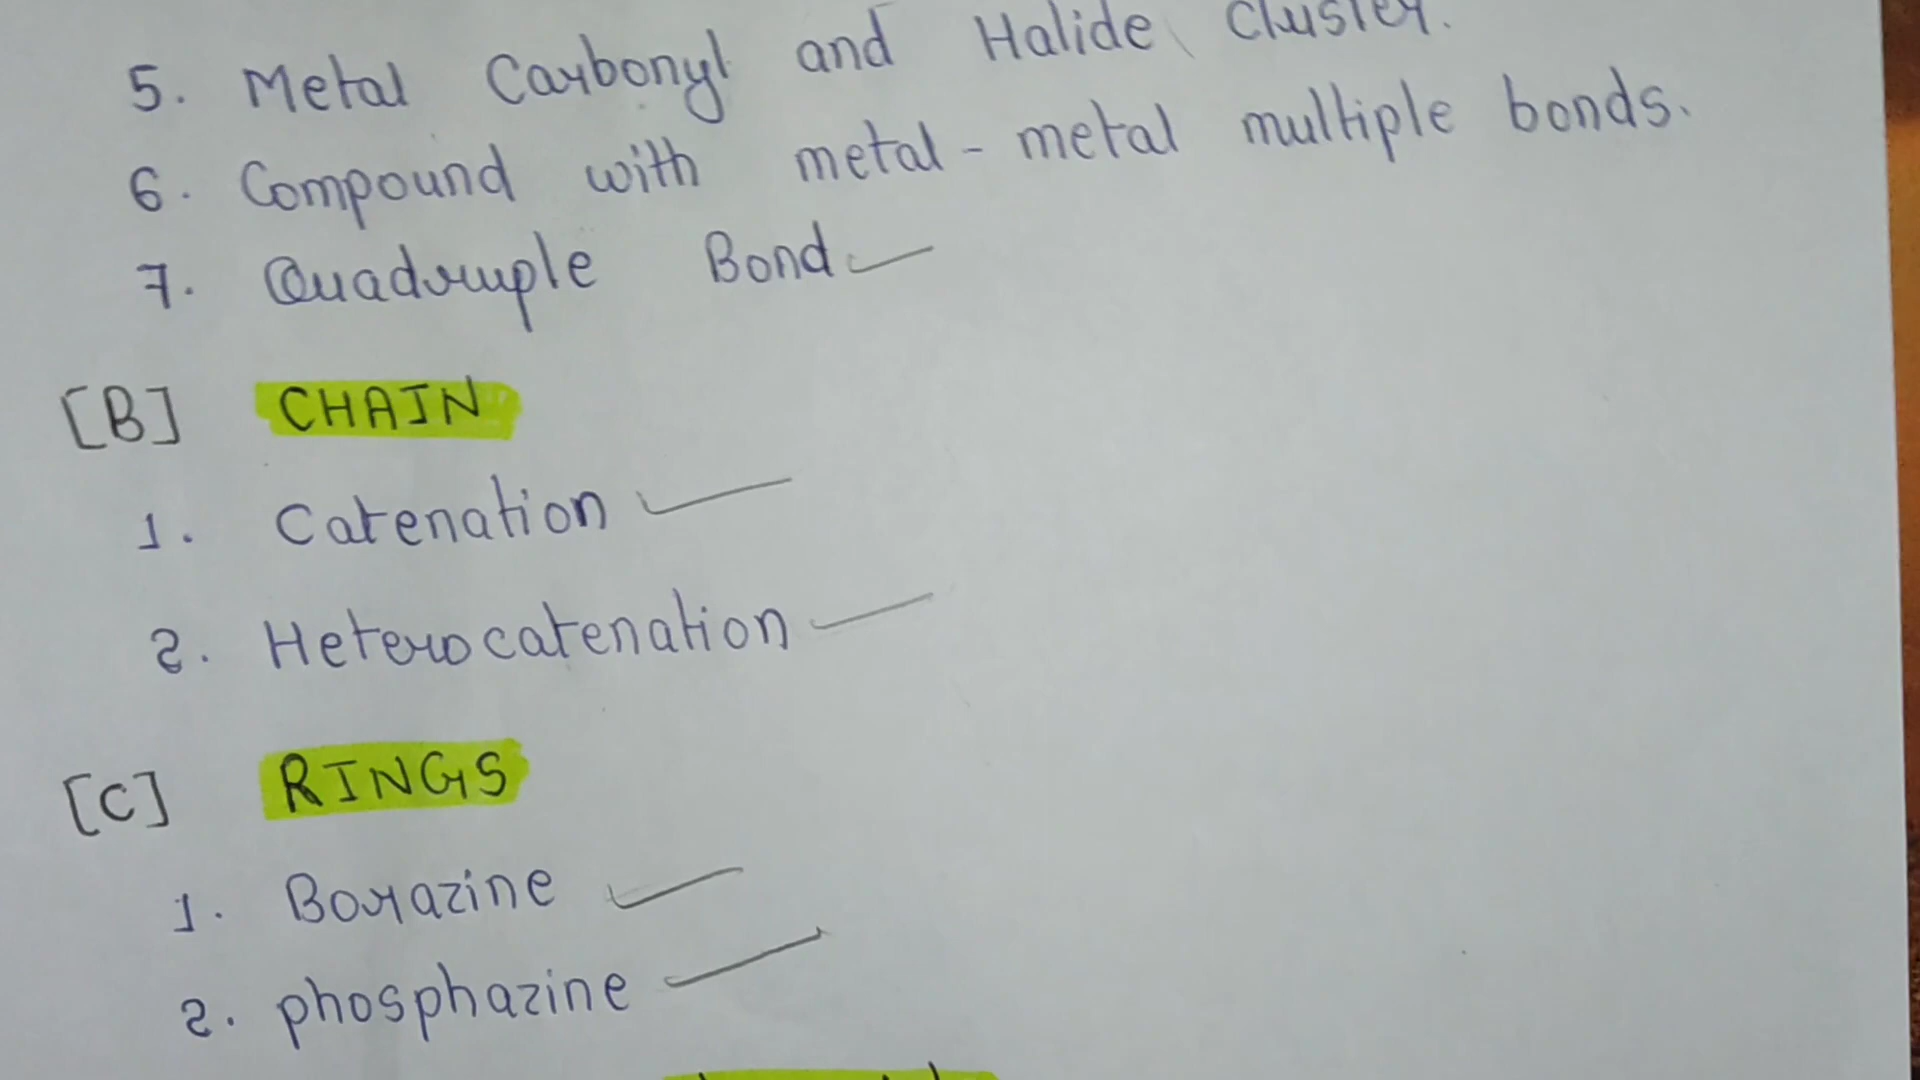 5. Metal Carbonyl and Halide Cluster.
6. Compound with metal - metal multiple bonds.
7. Quadruple Bond
[B] CHAIN
1. Catenation
2. Heterocatenation
[C] RINGS
1. Borazine
2. phosphazine